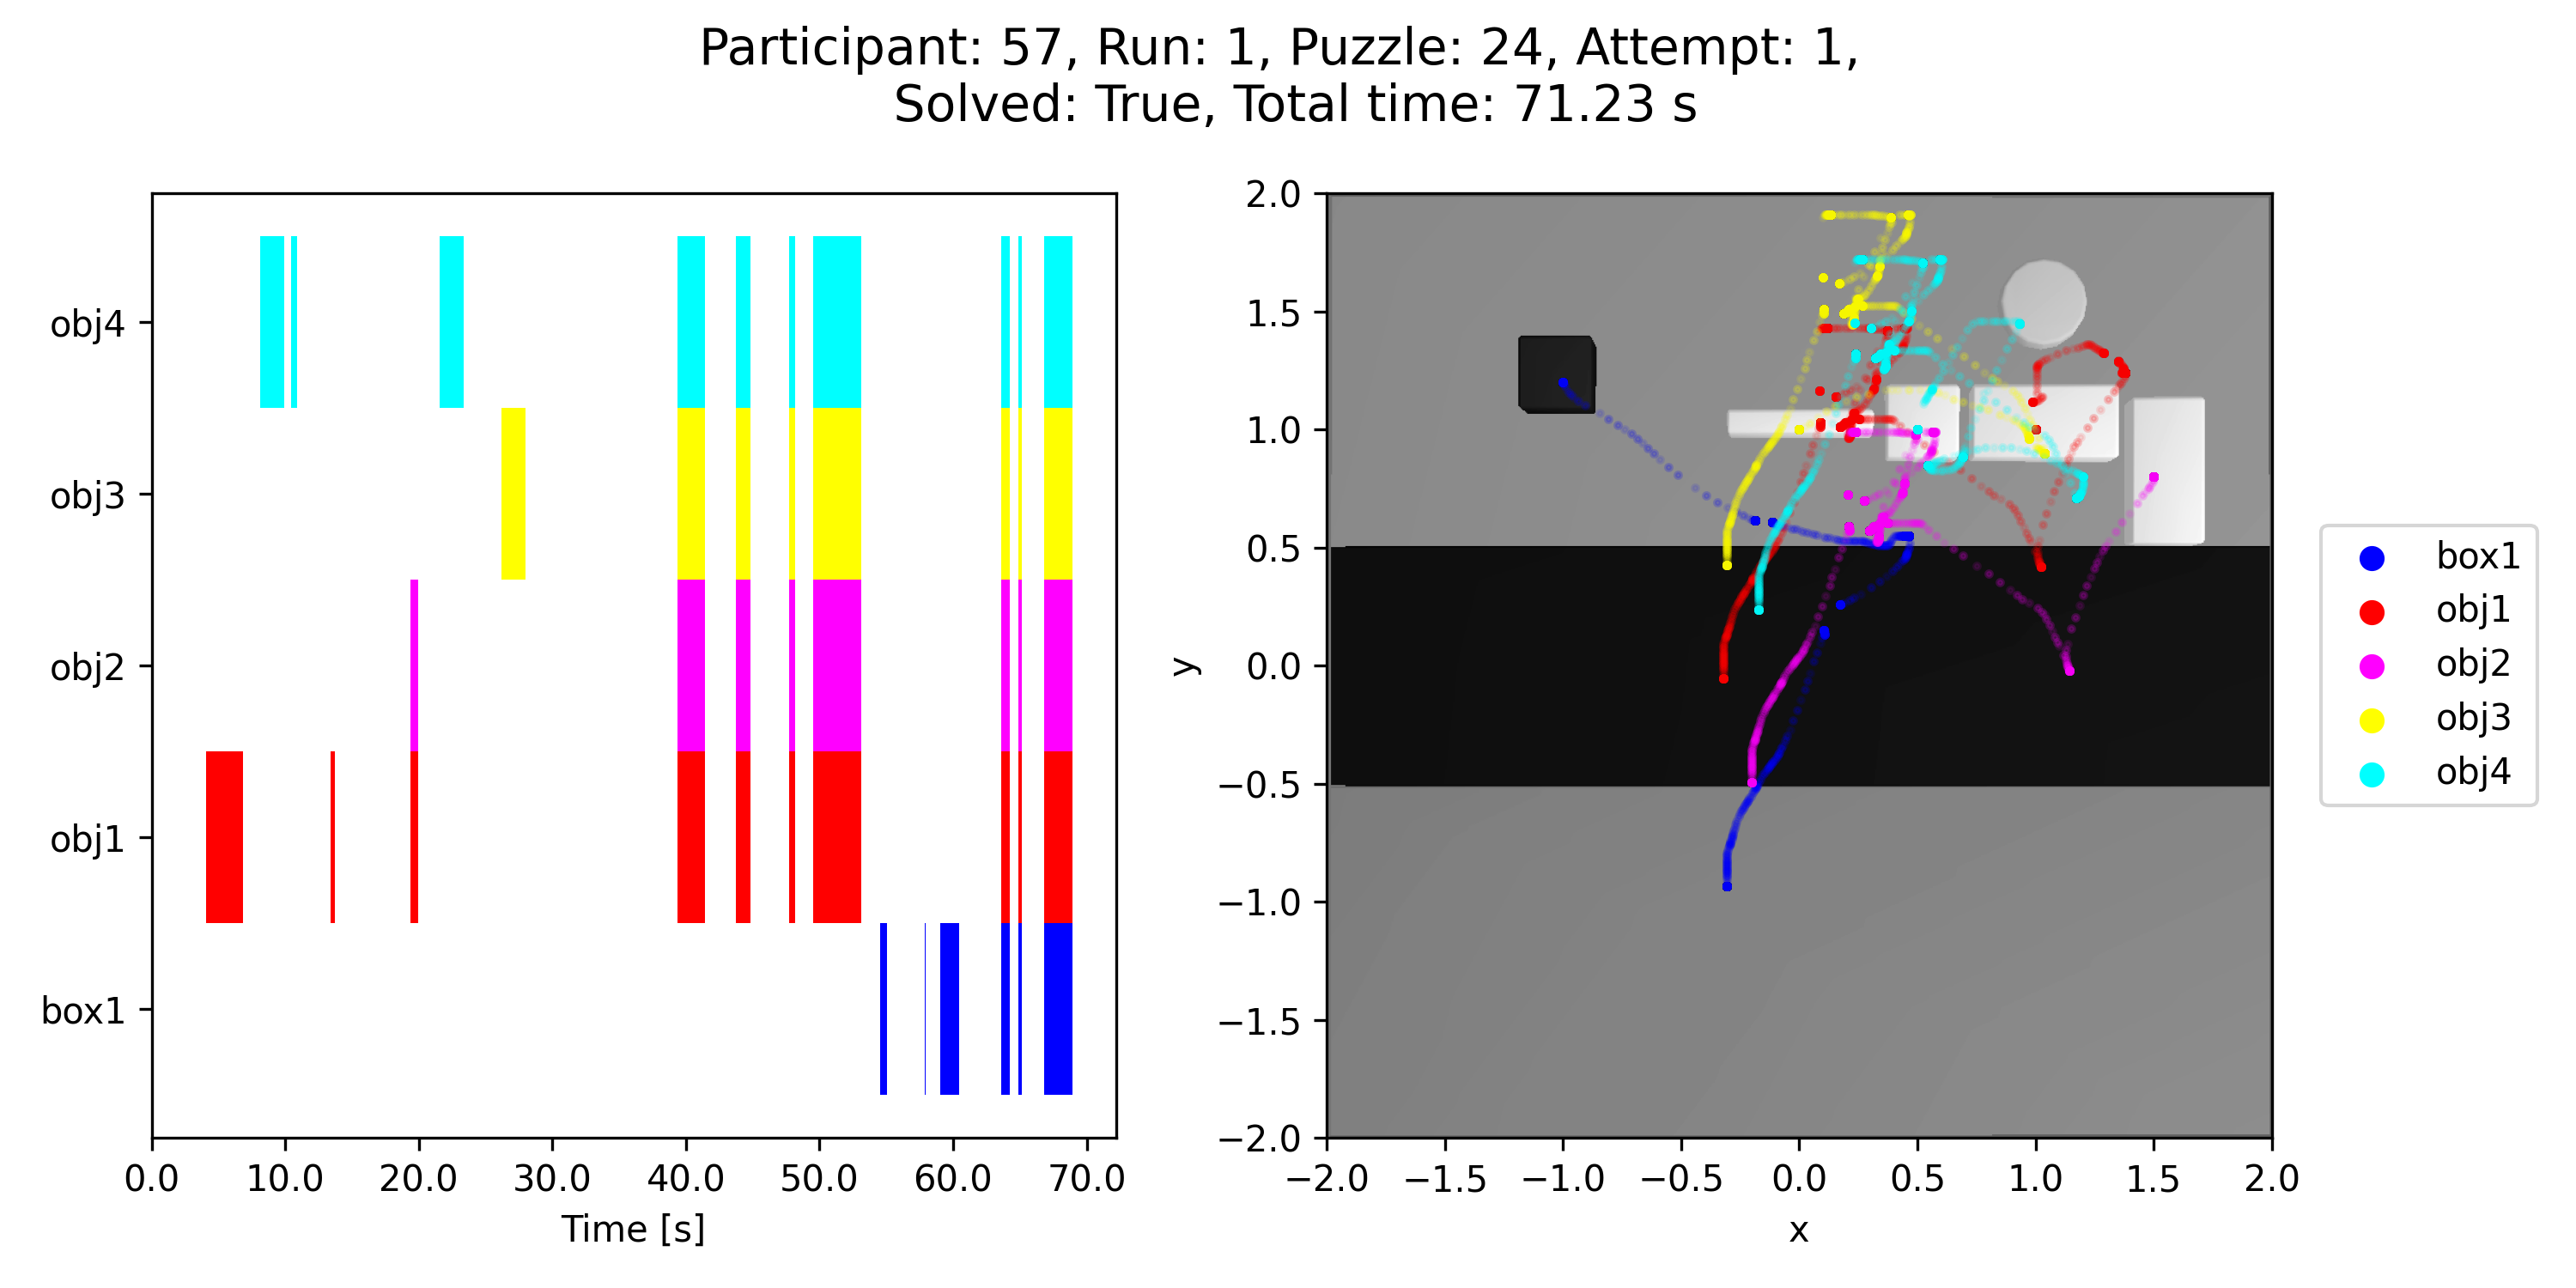 Participant: 57, Run: 1, Puzzle: 24, Attempt: 1,
Solved: True, Total time: 71.23 s
obj4
obj3
obj2
obj1
box1
0.0 10.0 20.0 30.0 40.0 50.0 60.0 70.0
Time [s]
2.0
1.5
1.0
0.5
0.0
−0.5
−1.0
−1.5
−2.0
y
−2.0 −1.5 −1.0 −0.5 0.0 0.5 1.0 1.5 2.0
x
box1
obj1
obj2
obj3
obj4